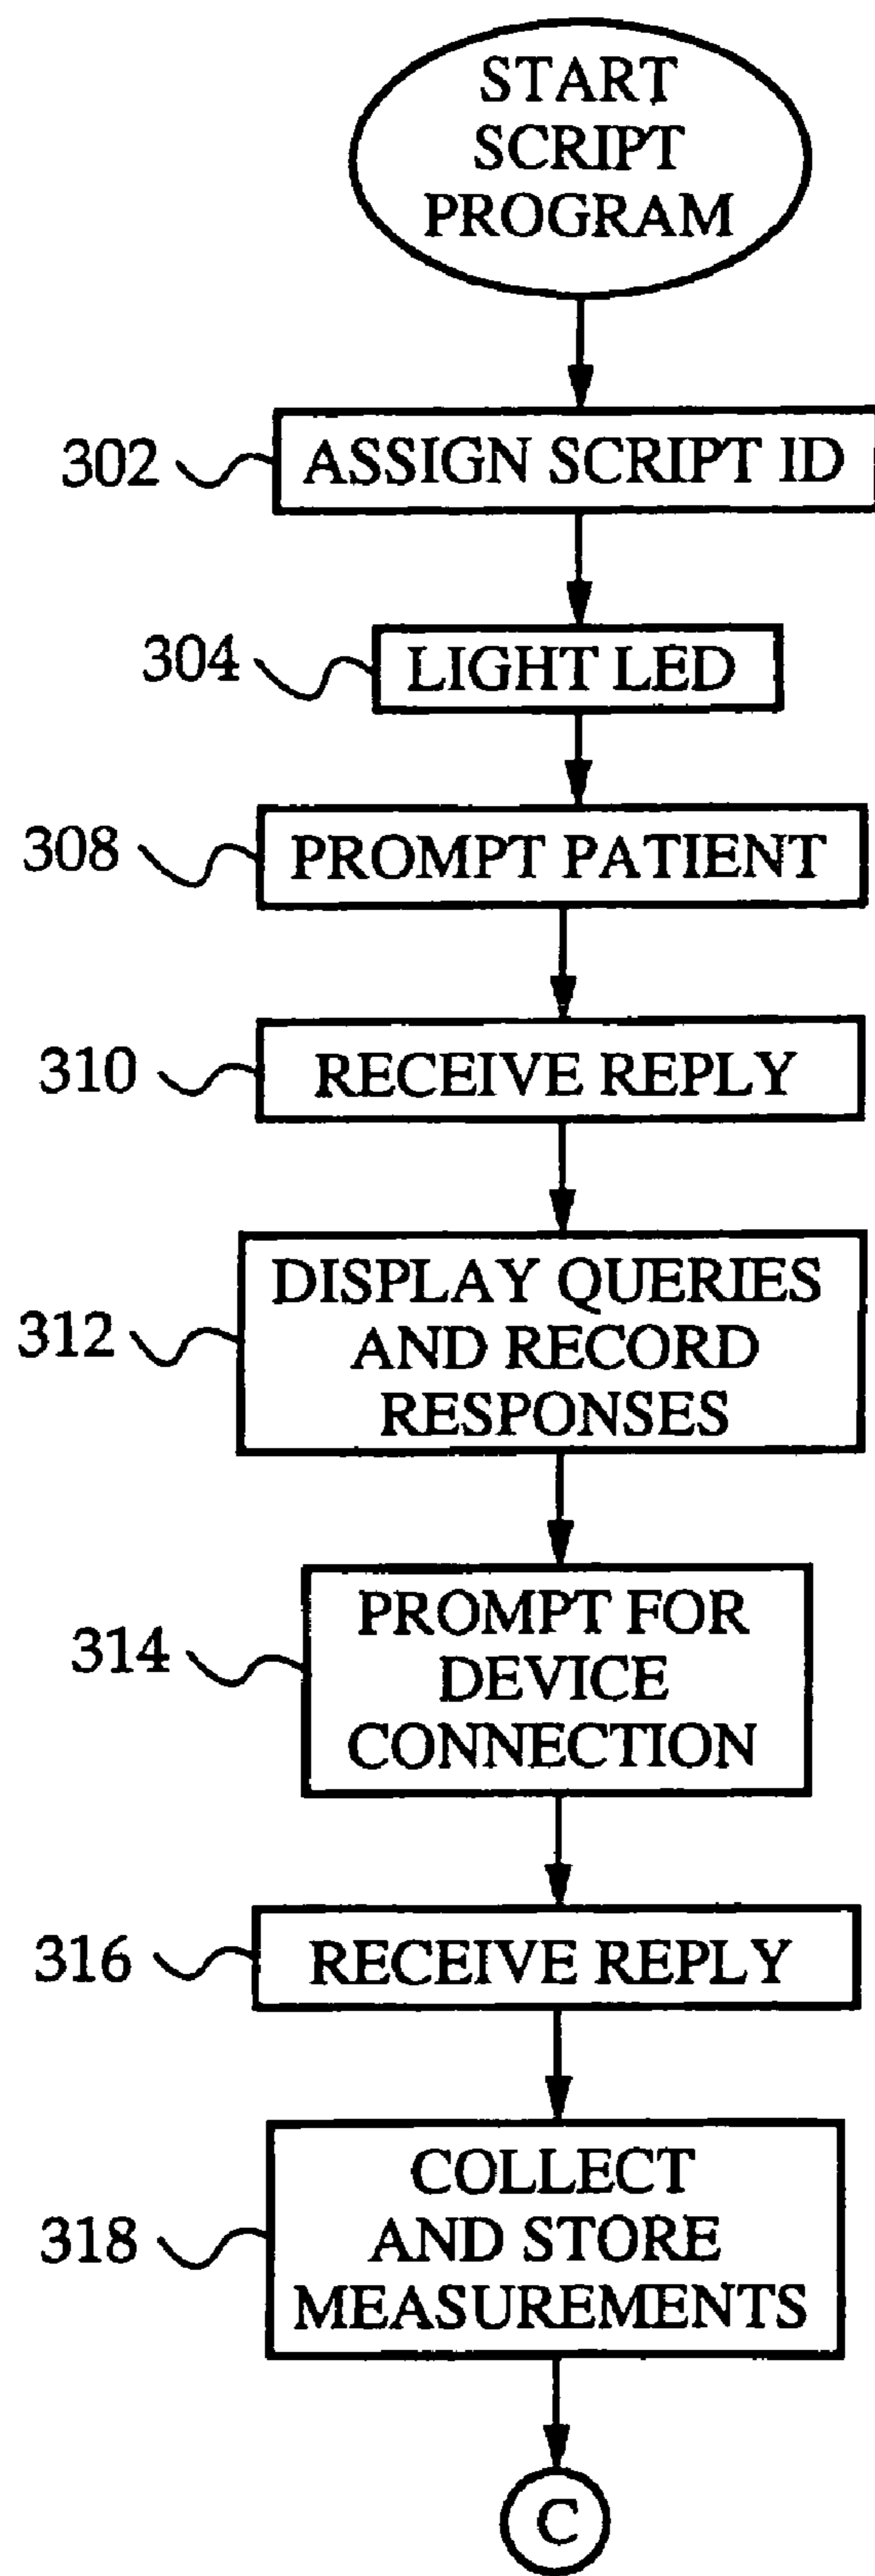 START
SCRIPT
PROGRAM
302 ASSIGN SCRIPT ID
304 LIGHT LED
308 PROMPT PATIENT
310 RECEIVE REPLY
DISPLAY QUERIES
312 AND RECORD
RESPONSES
PROMPT FOR
314 DEVICE
CONNECTION
316 RECEIVE REPLY
COLLECT
318 AND STORE
MEASUREMENTS
C